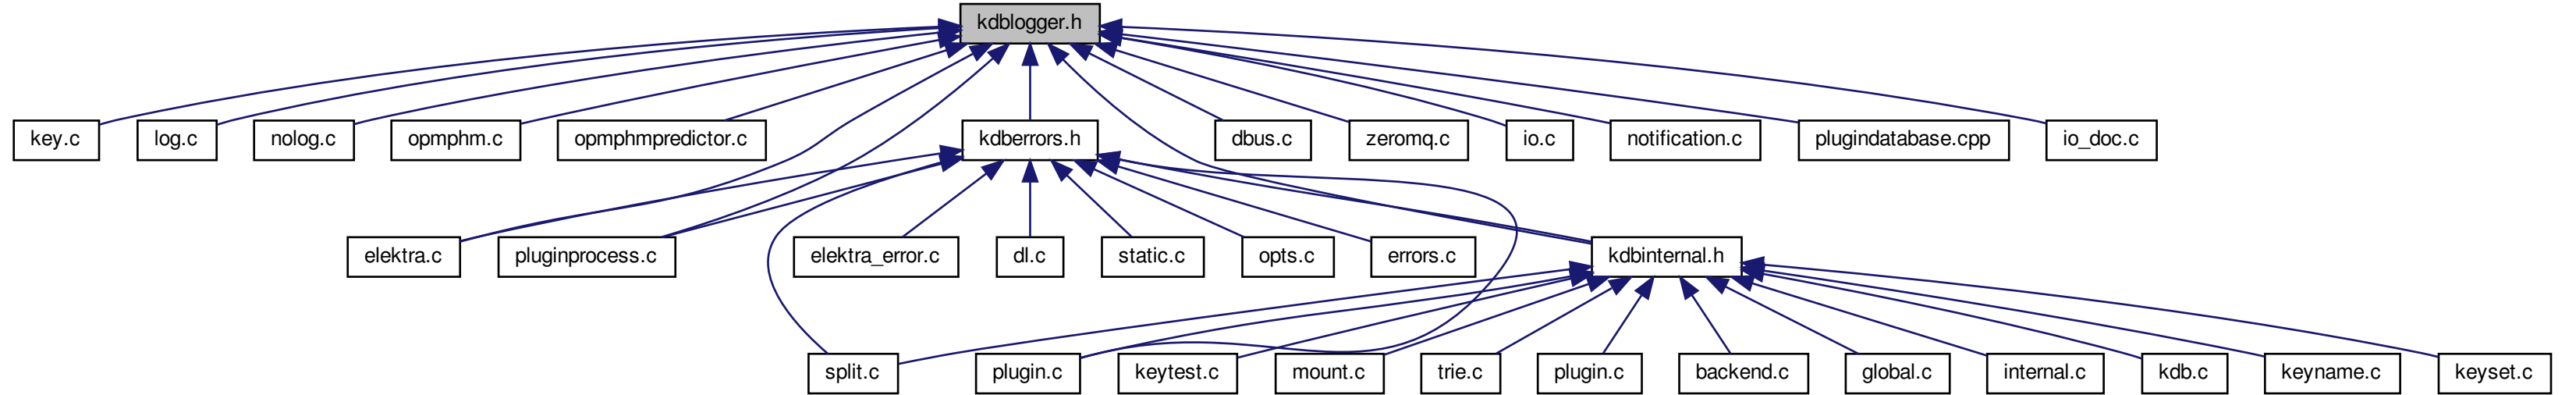 kdblogger.h
key.c
log.c
nolog.c
opmphm.c
opmphmpredictor.c
kdberrors.h
dbus.c
zeromq.c
io.c
notification.c
plugindatabase.cpp
io_doc.c
elektra.c
pluginprocess.c
elektra_error.c
dl.c
static.c
opts.c
errors.c
kdbinternal.h
split.c
plugin.c
keytest.c
mount.c
trie.c
plugin.c
backend.c
global.c
internal.c
kdb.c
keyname.c
keyset.c